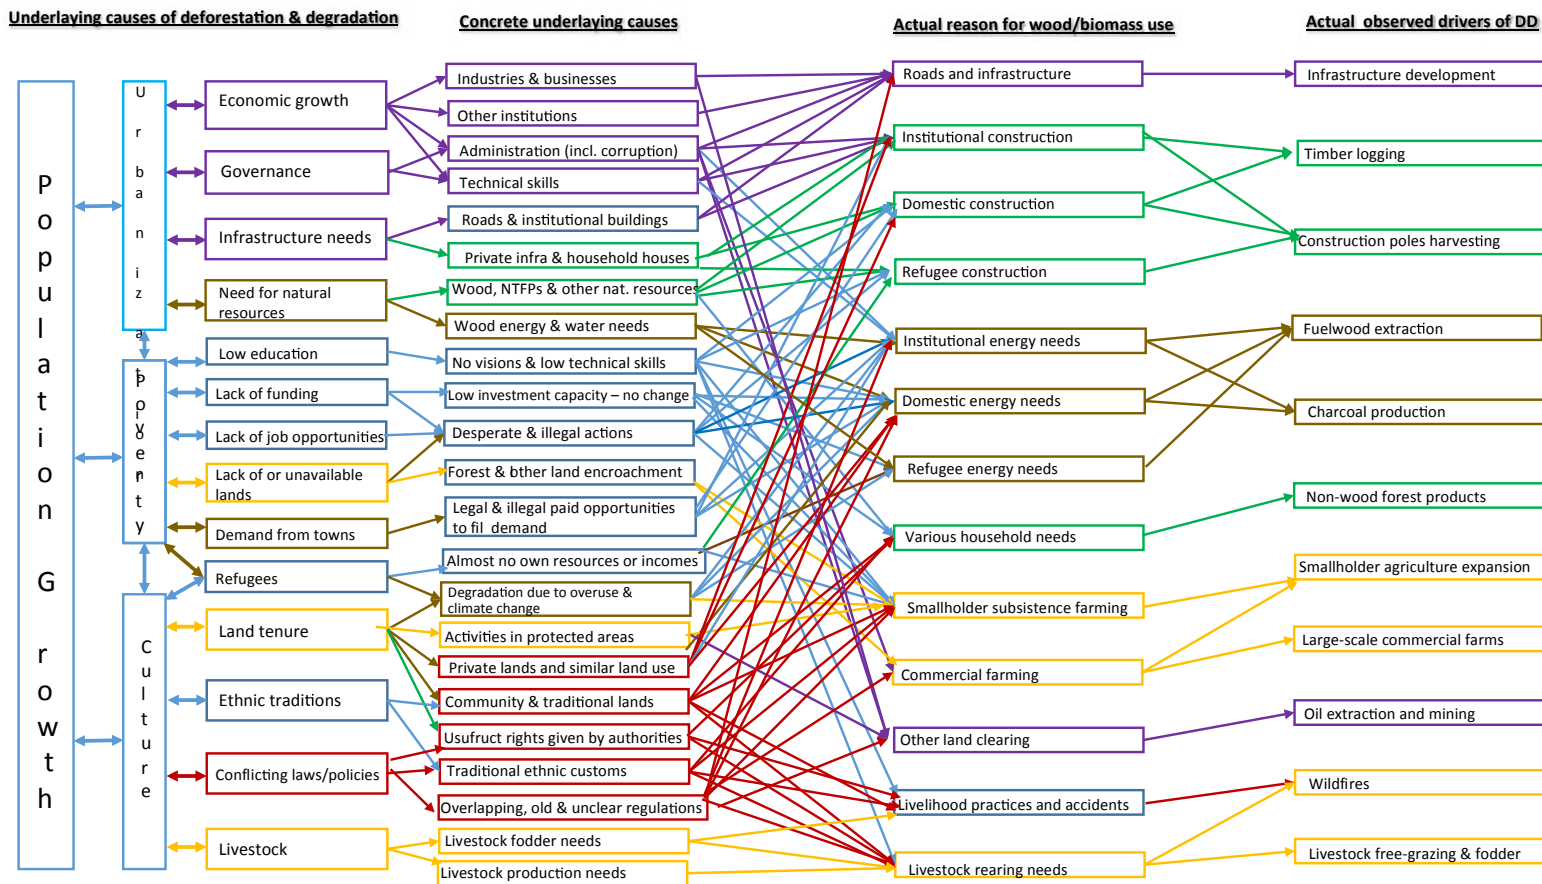 Underlaying causes of deforestation & degradation
Concrete underlaying causes
Actual reason for wood/biomass use
Actual  observed drivers of DD
Population Growth
Urbaniza
Poverty
Culture
Economic growth
Governance
Infrastructure needs
Need for natural
resources
Low education
Lack of funding
Lack of job opportunities
Lack of or unavailable
lands
Demand from towns
Refugees
Land tenure
Ethnic traditions
Conflicting laws/policies
Livestock
Industries & businesses
Other institutions
Administration (incl. corruption)
Technical skills
Roads & institutional buildings
Private infra & household houses
Wood, NTFPs & other nat. resources
Wood energy & water needs
No visions & low technical skills
Low investment capacity – no change
Desperate & illegal actions
Forest & other land encroachment
Legal & illegal paid opportunities
to fil  demand
Almost no own resources or incomes
Degradation due to overuse &
climate change
Activities in protected areas
Private lands and similar land use
Community & traditional lands
Usufruct rights given by authorities
Traditional ethnic customs
Overlapping, old & unclear regulations
Livestock fodder needs
Livestock production needs
Roads and infrastructure
Institutional construction
Domestic construction
Refugee construction
Institutional energy needs
Domestic energy needs
Refugee energy needs
Various household needs
Smallholder subsistence farming
Commercial farming
Other land clearing
Livelihood practices and accidents
Livestock rearing needs
Infrastructure development
Timber logging
Construction poles harvesting
Fuelwood extraction
Charcoal production
Non-wood forest products
Smallholder agriculture expansion
Large-scale commercial farms
Oil extraction and mining
Wildfires
Livestock free-grazing & fodder